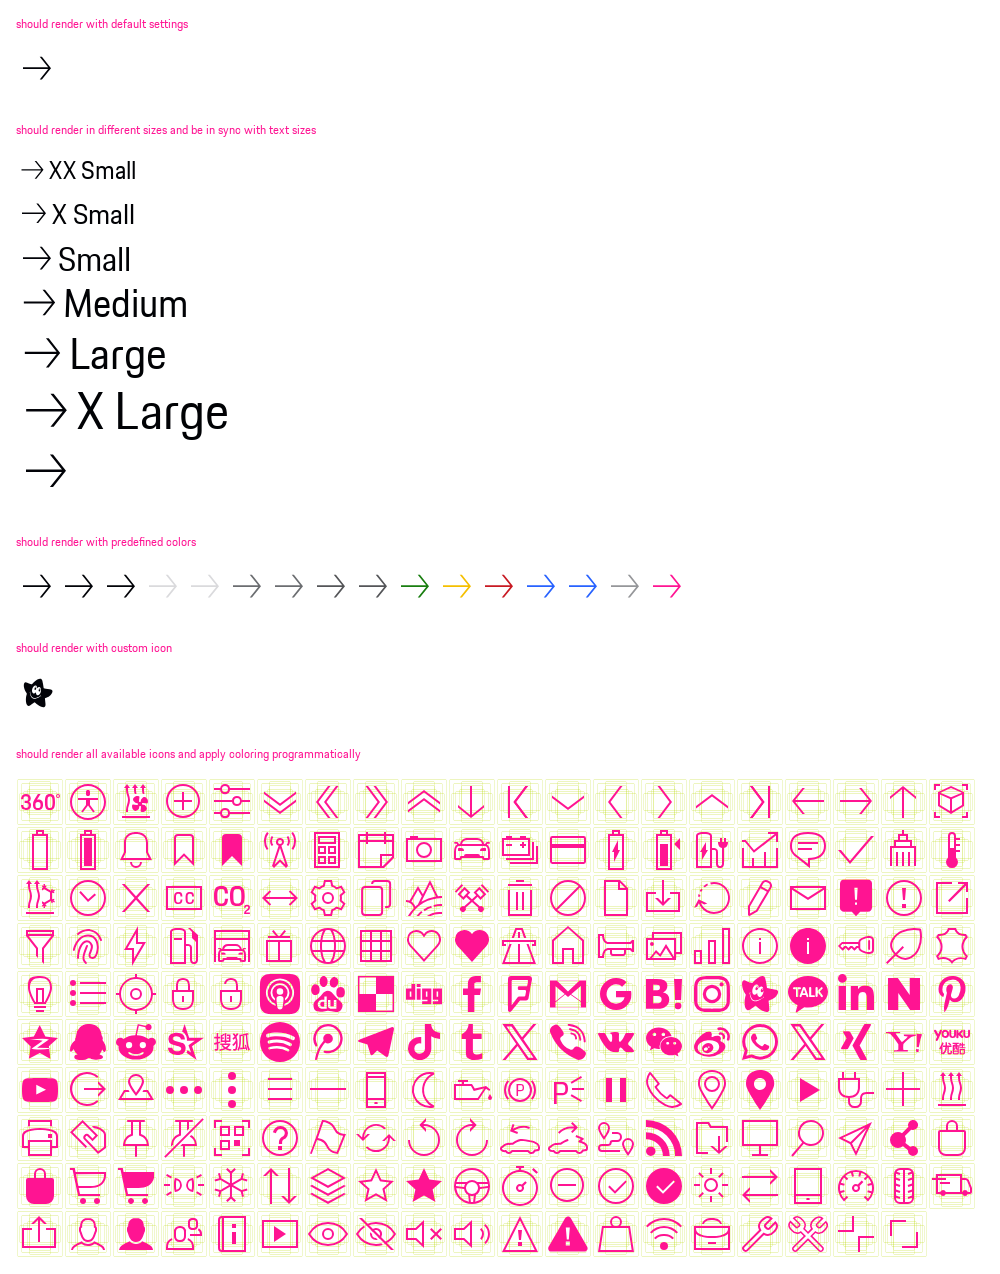 should render with default settings
should render in different sizes and be in sync with text sizes
XX Small
X Small
Small
Medium
Large
X Large
should render with predefined colors
should render with custom icon
should render all available icons and apply coloring programmatically
360°
CC
CO2
du
digg
f
F
G
B!
TALK
in
N
搜狐
t
Y!
YOUKU
优酷
P
P
i
i
i